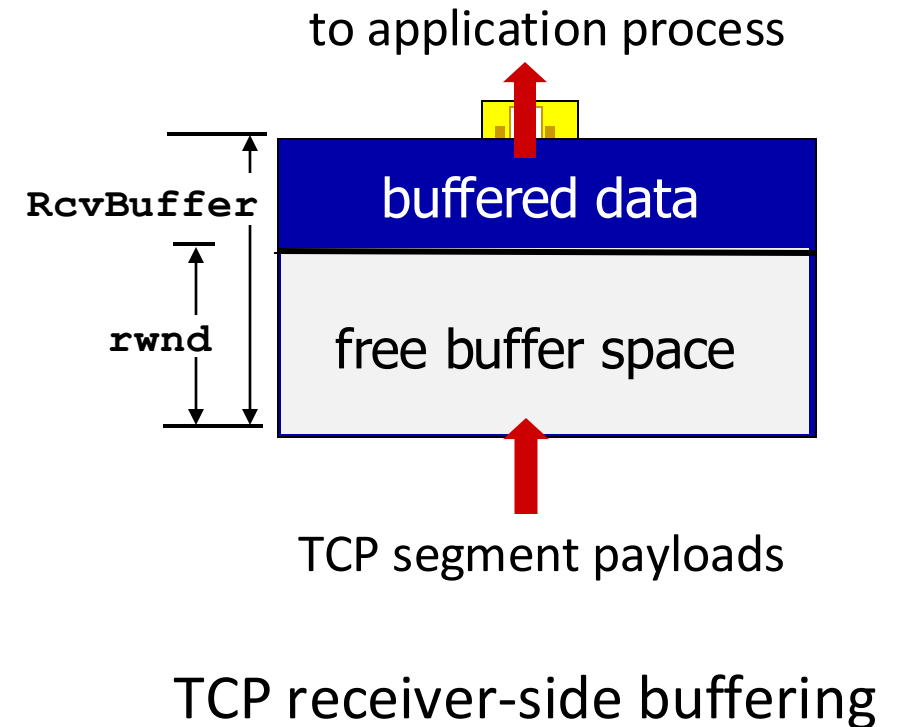 to application process
buffered data
RcvBuffer
rwnd
free buffer space
TCP segment payloads
TCP receiver-side buffering